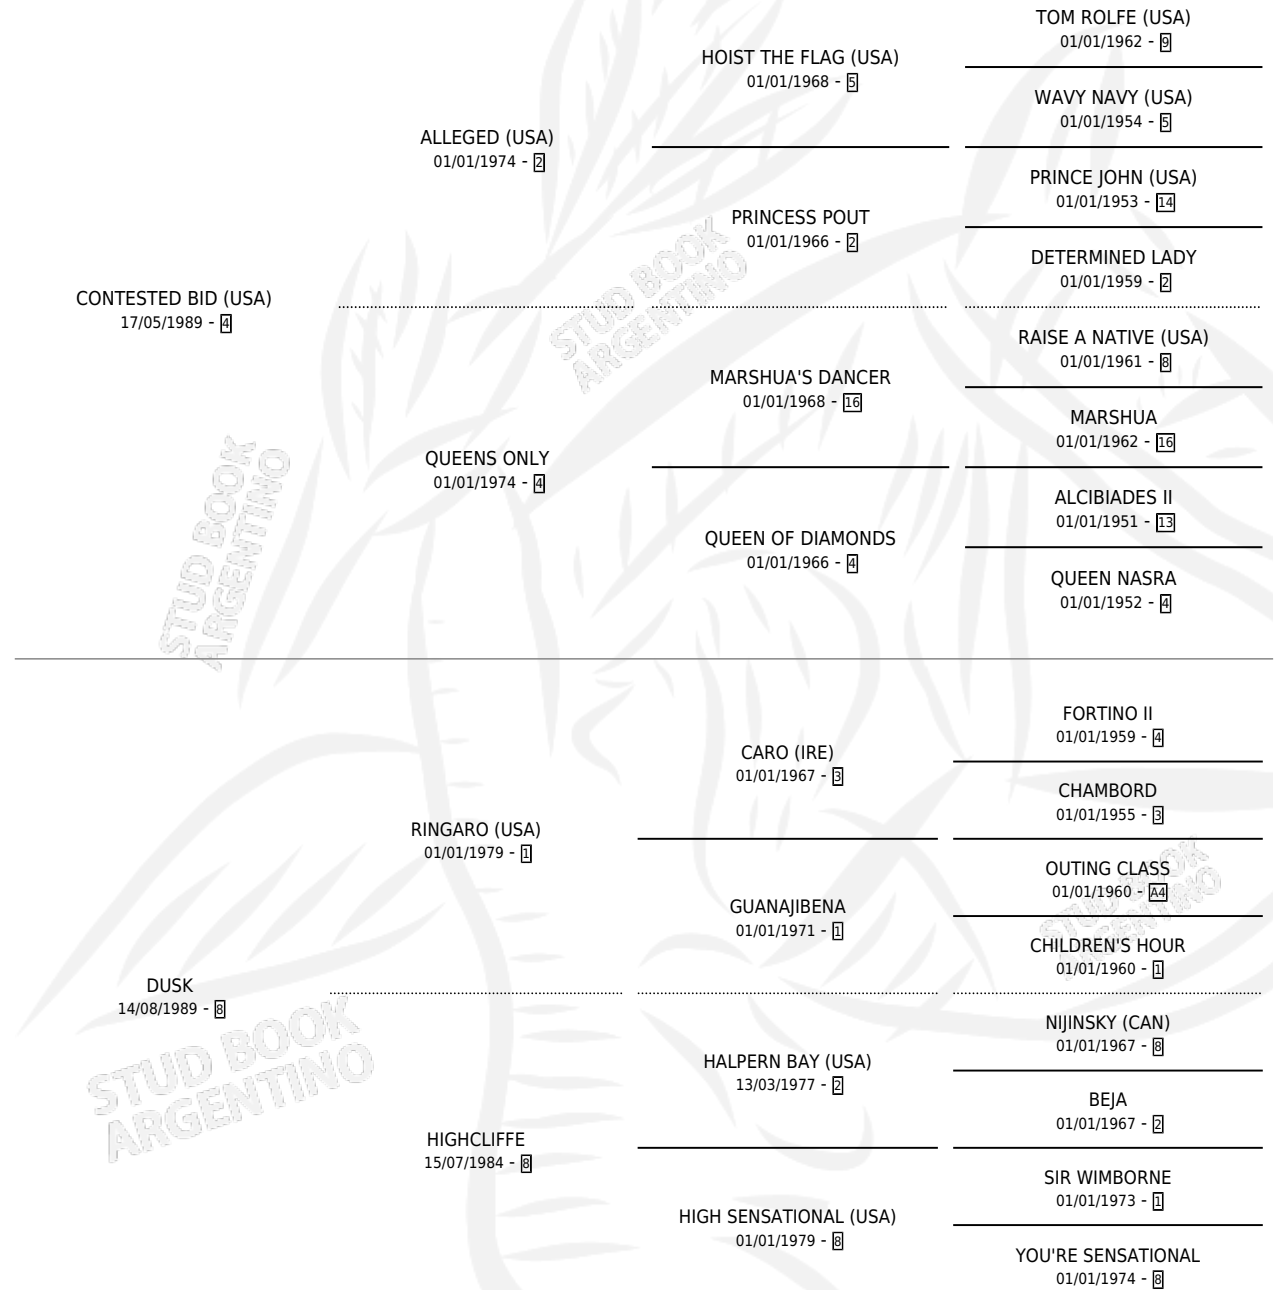 TOM ROLFE (USA)
01/01/1962 - 9
HOIST THE FLAG (USA)
01/01/1968 - 5
WAVY NAVY (USA)
01/01/1954 - 5
ALLEGED (USA)
01/01/1974 - 2
PRINCE JOHN (USA)
01/01/1953 - 14
PRINCESS POUT
01/01/1966 - 2
DETERMINED LADY
01/01/1959 - 2
CONTESTED BID (USA)
17/05/1989 - 4
STUD BOOK
ARGENTINO
RAISE A NATIVE (USA)
01/01/1961 - 8
MARSHUA'S DANCER
01/01/1968 - 16
MARSHUA
01/01/1962 - 16
QUEENS ONLY
01/01/1974 - 4
ALCIBIADES II
01/01/1951 - 13
QUEEN OF DIAMONDS
01/01/1966 - 4
QUEEN NASRA
01/01/1952 - 4
STUD BOOK
ARGENTINO
FORTINO II
01/01/1959 - 4
CARO (IRE)
01/01/1967 - 3
CHAMBORD
01/01/1955 - 3
RINGARO (USA)
01/01/1979 - 1
OUTING CLASS
01/01/1960 - A4
GUANAJIBENA
01/01/1971 - 1
CHILDREN'S HOUR
01/01/1960 - 1
STUD BOOK
ARGENTINO
DUSK
14/08/1989 - 8
NIJINSKY (CAN)
01/01/1967 - 8
HALPERN BAY (USA)
13/03/1977 - 2
BEJA
01/01/1967 - 2
STUD BOOK
ARGENTINO
HIGHCLIFFE
15/07/1984 - 8
SIR WIMBORNE
01/01/1973 - 1
HIGH SENSATIONAL (USA)
01/01/1979 - 8
YOU'RE SENSATIONAL
01/01/1974 - 8